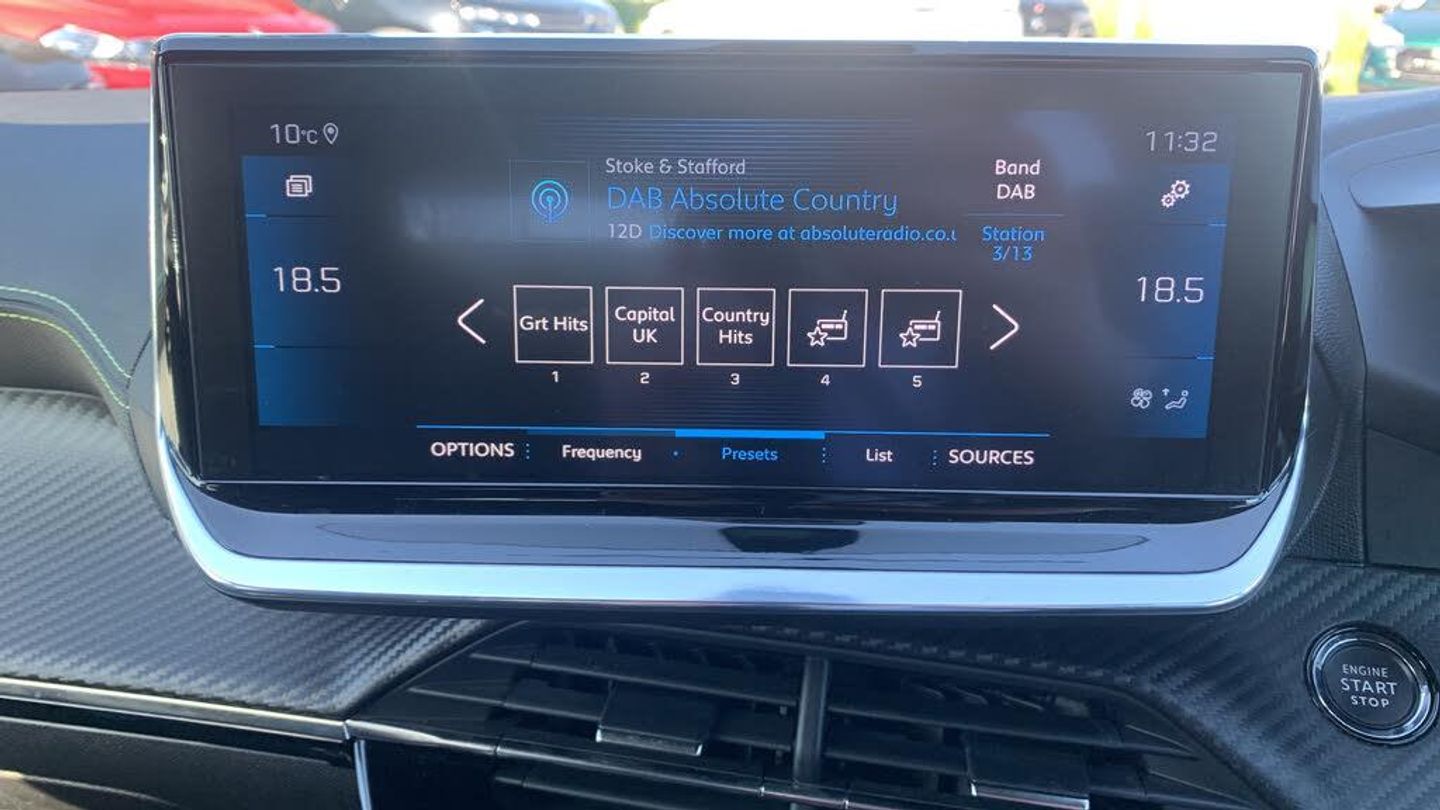 10°C
11:32
Stoke & Stafford
DAB Absolute Country
12D Discover more at absoluteradio.co.u
Band
DAB
Station
3/13
18.5
18.5
Grt Hits
Capital
UK
Country
Hits
1
2
3
4
5
OPTIONS
Frequency
Presets
List
SOURCES
ENGINE
START
STOP